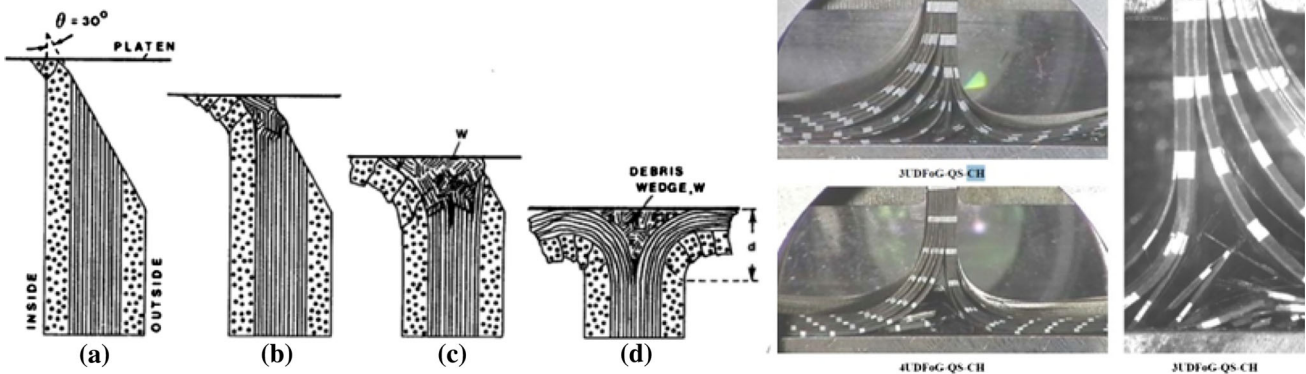 θ = 30°
PLATEN
INSIDE
OUTSIDE
(a)
(b)
W
(c)
DEBRIS
WEDGE, W
d
(d)
3UDFoG-QS-CH
4UDFoG-QS-CH
3UDFoG-QS-CH